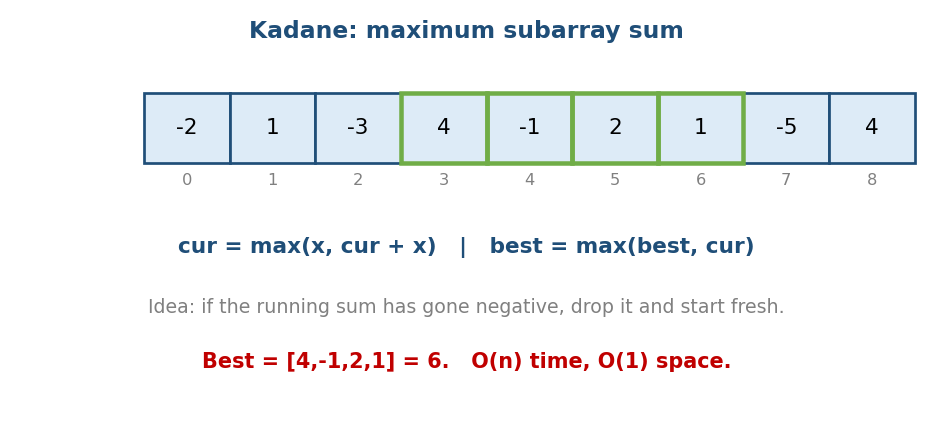 Kadane: maximum subarray sum
-2 1 -3 4 -1 2 1 -5 4
0 1 2 3 4 5 6 7 8
cur = max(x, cur + x) | best = max(best, cur)
Idea: if the running sum has gone negative, drop it and start fresh.
Best = [4,-1,2,1] = 6. O(n) time, O(1) space.